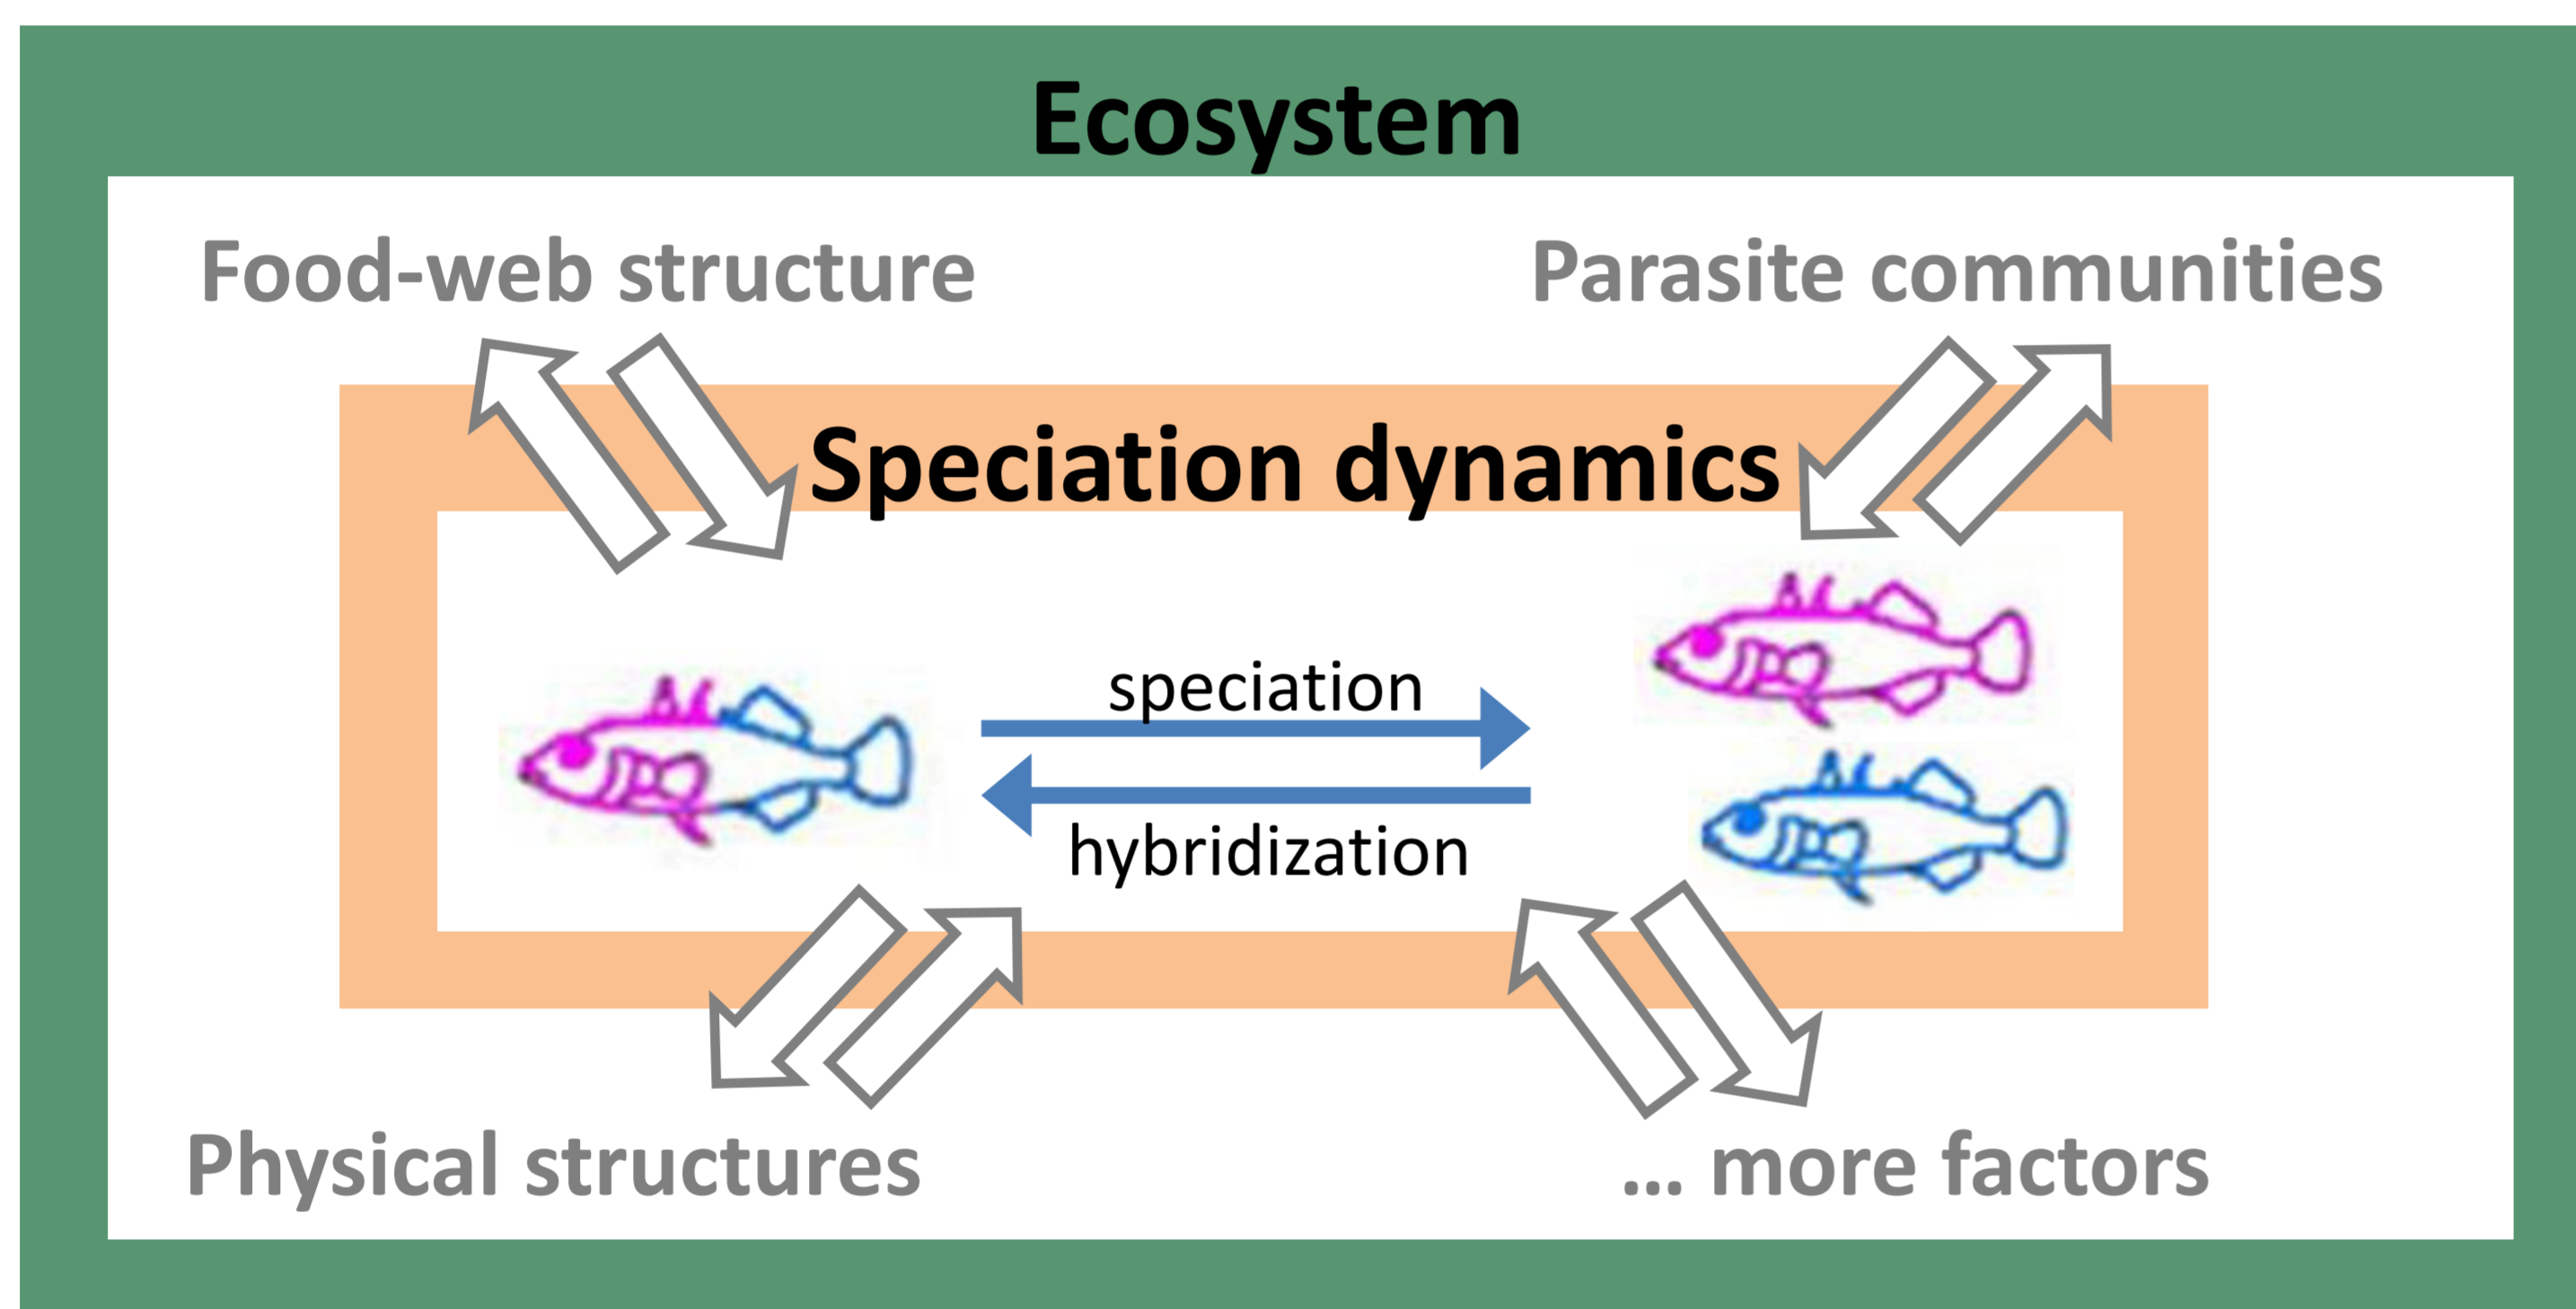 Ecosystem
Food-web structure
Parasite communities
Speciation dynamics
speciation
hybridization
Physical structures
... more factors